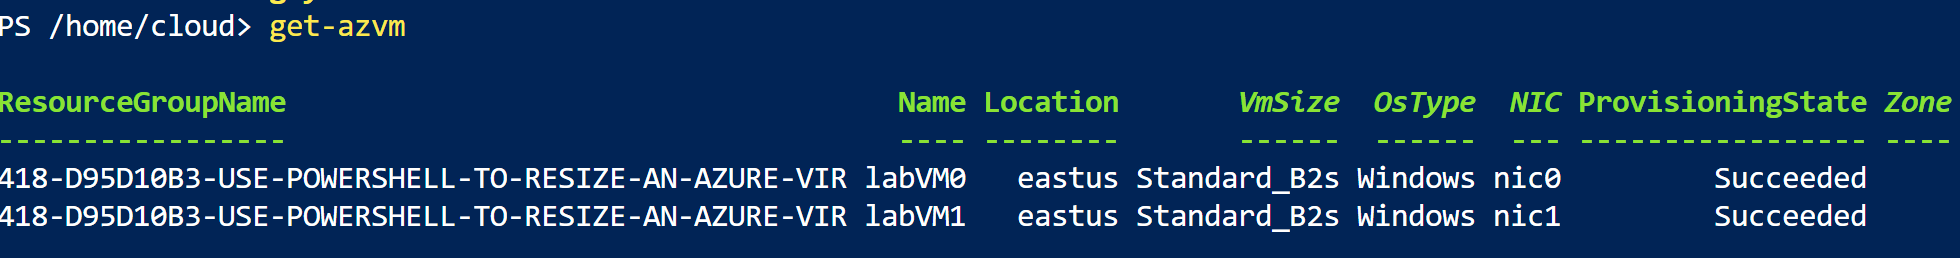 PS /home/cloud> get-azvm
ResourceGroupName Name Location VmSize OsType NIC ProvisioningState Zone
----------------- ---- -------- ------ ------ --- ----------------- ----
418-D95D10B3-USE-POWERSHELL-TO-RESIZE-AN-AZURE-VIR labVM0 eastus Standard_B2s Windows nic0 Succeeded
418-D95D10B3-USE-POWERSHELL-TO-RESIZE-AN-AZURE-VIR labVM1 eastus Standard_B2s Windows nic1 Succeeded